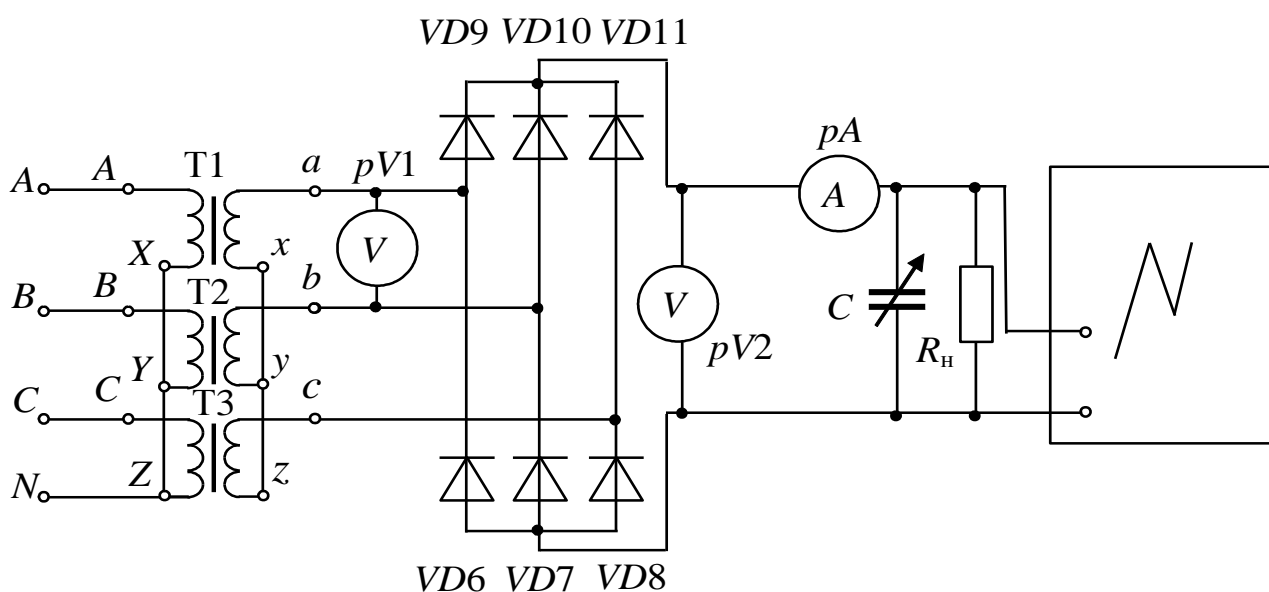 VD9 VD10 VD11
pA
A A T1 a pV1
A
X x V
B B T2 b
C V
Y y pV2 Rн
C C T3 c
N Z z
VD6 VD7 VD8